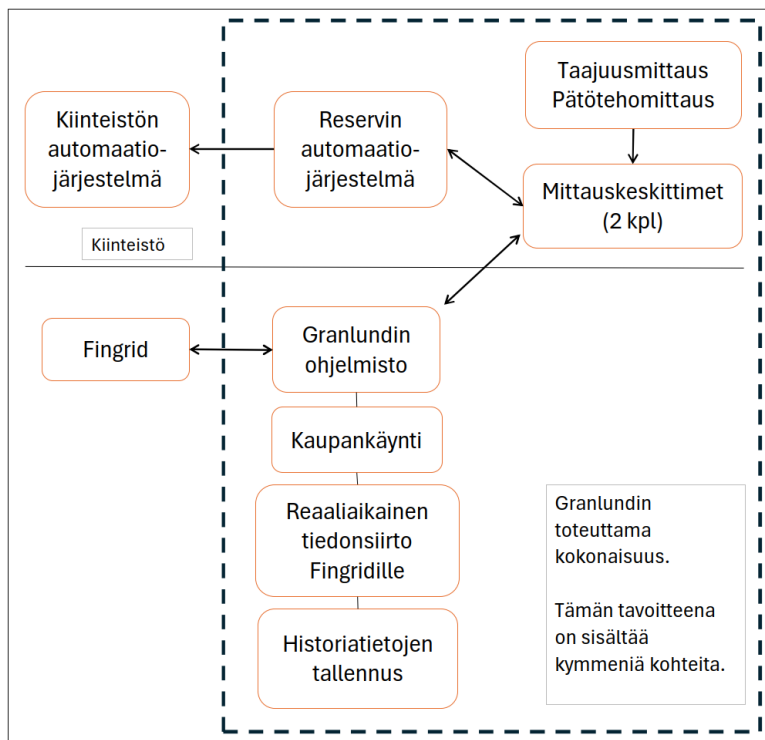 Taajuusmittaus
Pätötehomittaus
Kiinteistön
automaatio-
järjestelmä
Reservin
automaatio-
järjestelmä
Mittauskeskittimet
(2 kpl)
Kiinteistö
Fingrid
Granlundin
ohjelmisto
Kaupankäynti
Reaaliaikainen
tiedonsiirto
Fingridille
Historiatietojen
tallennus
Granlundin
toteuttama
kokonaisuus.
Tämän tavoitteena
on sisältää
kymmeniä kohteita.